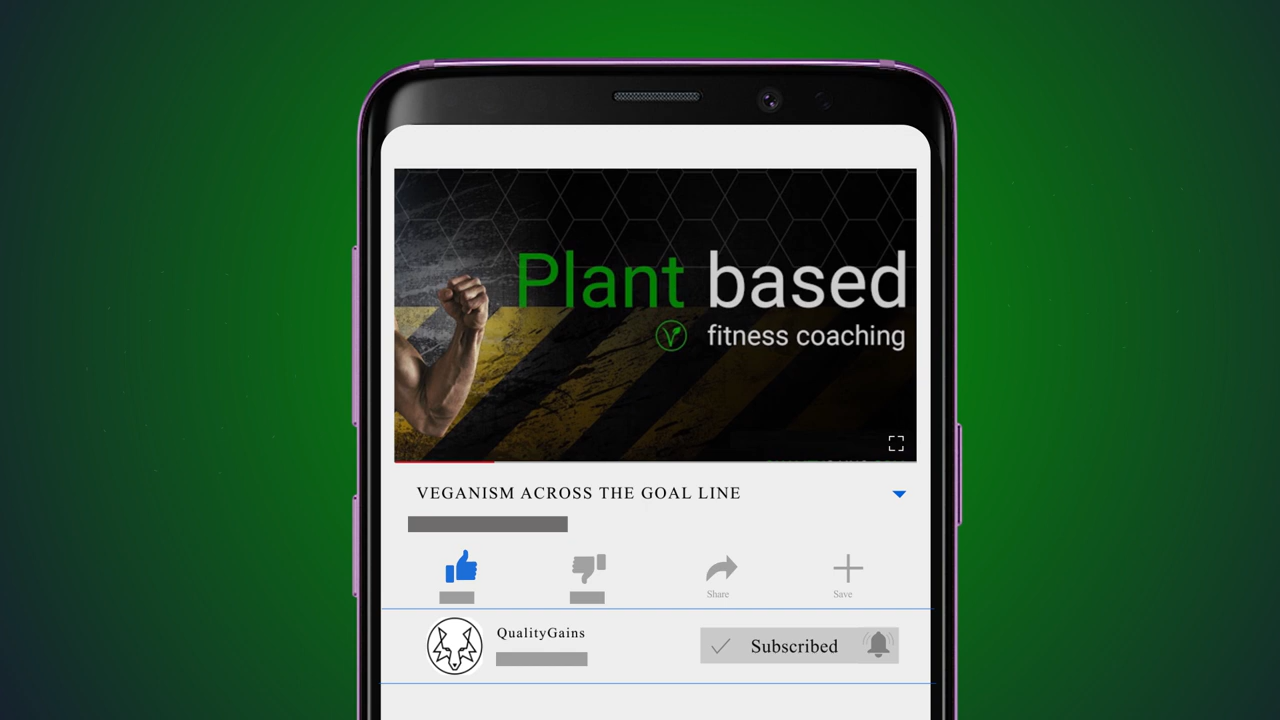 Plant based
fitness coaching
VEGANISM ACROSS THE GOAL LINE
Share
Save
QualityGains
Subscribed